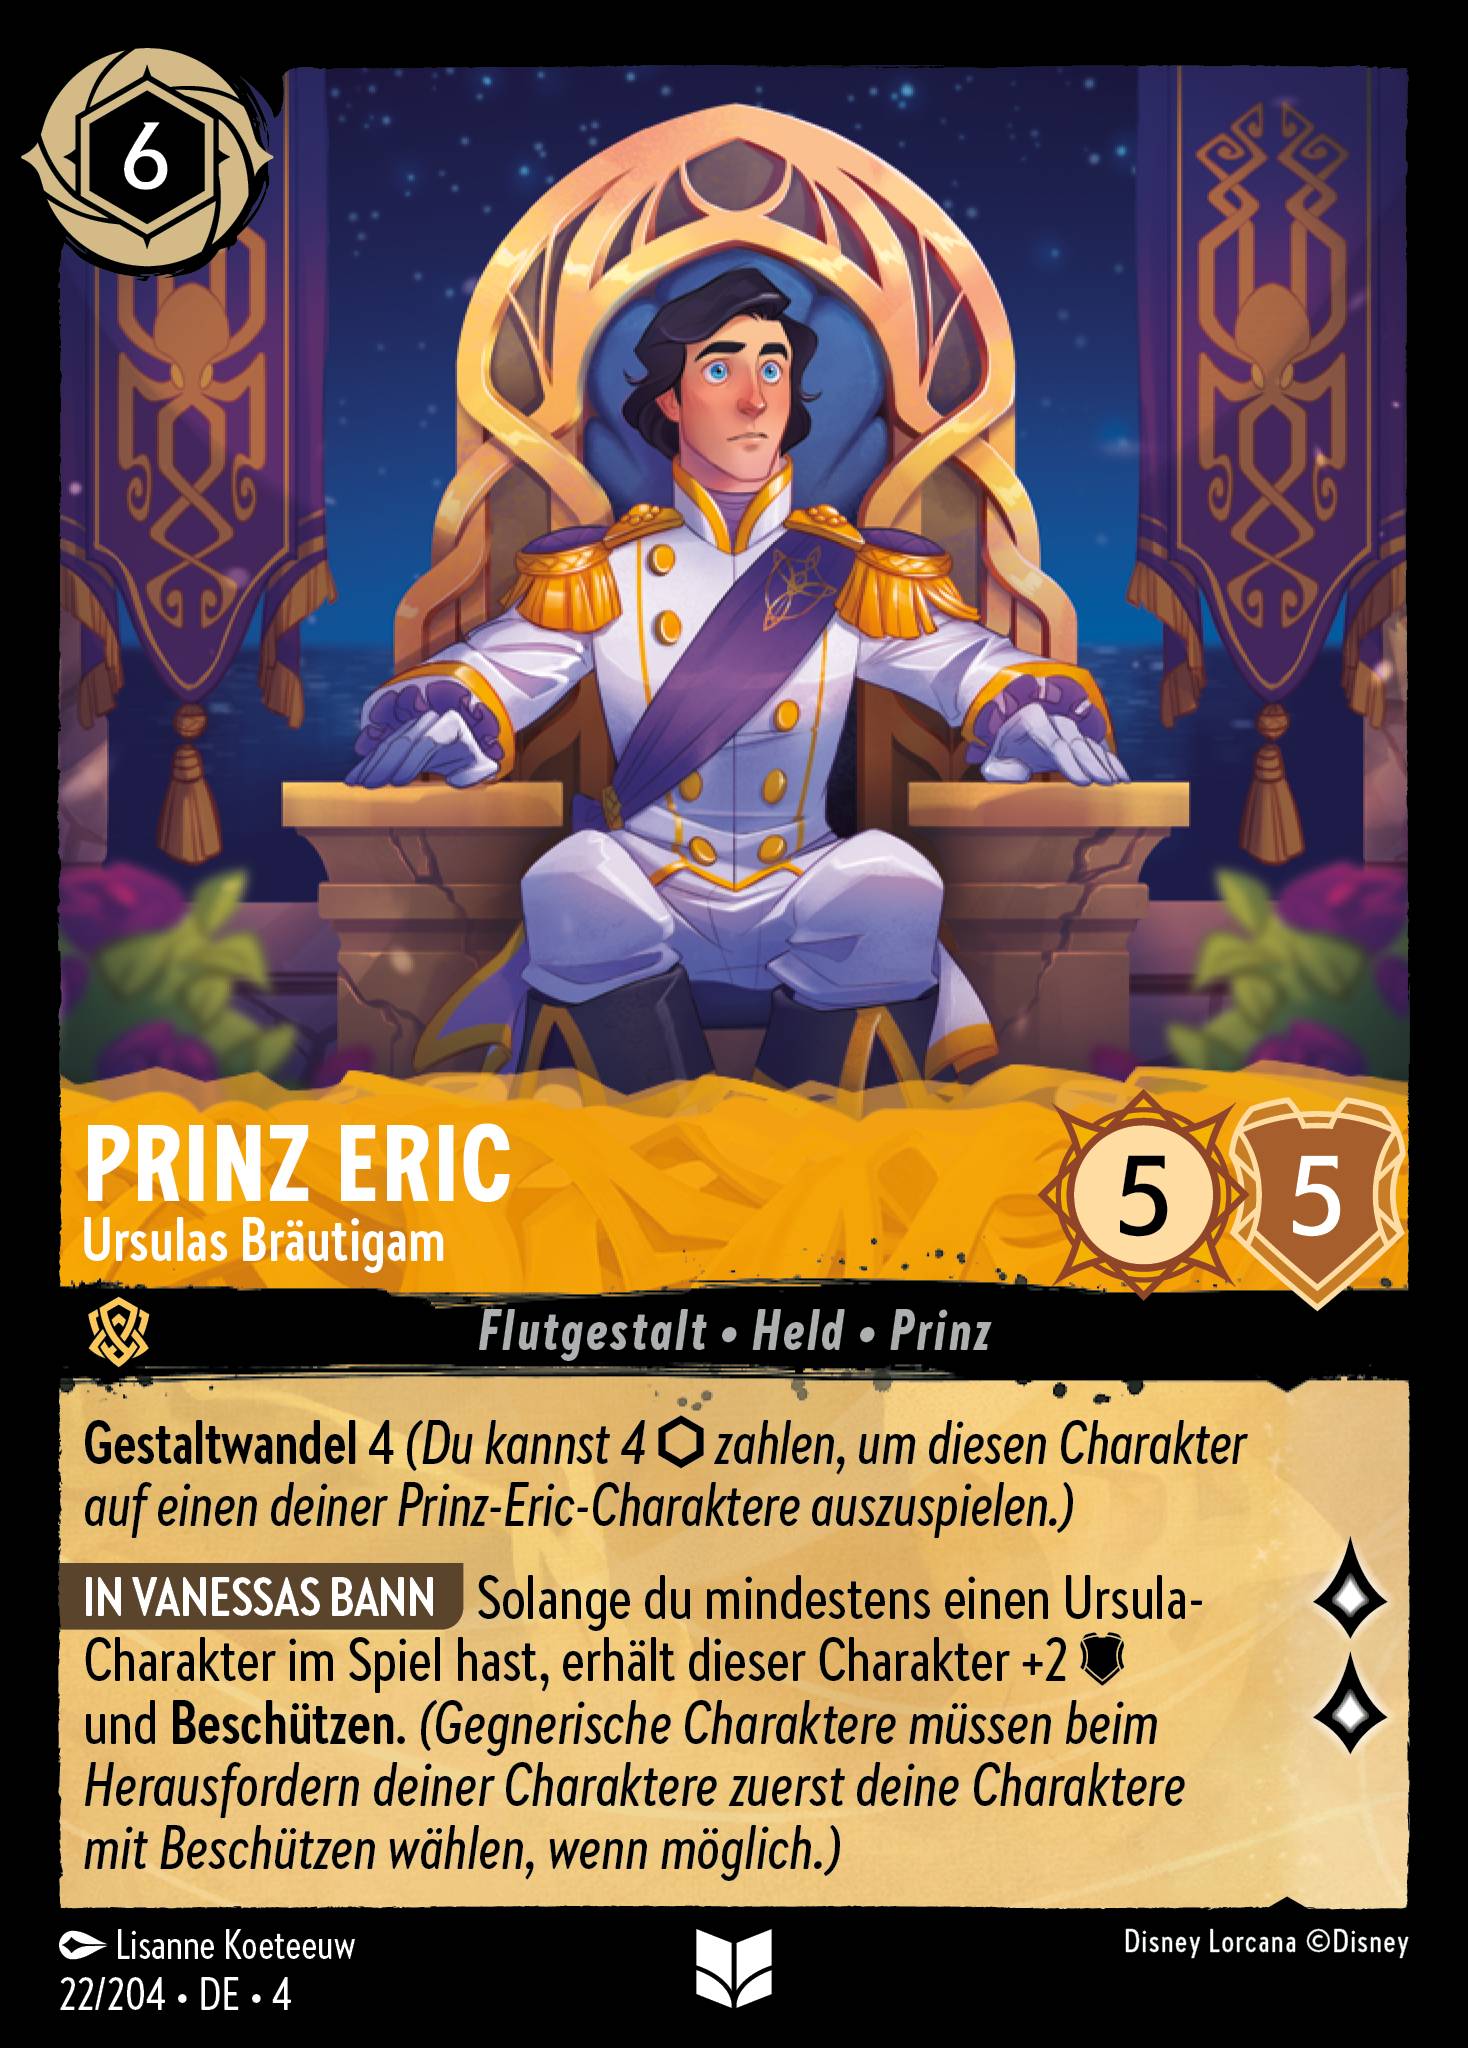 6
PRINZ ERIC
Ursulas Bräutigam
5
5
Flutgestalt • Held • Prinz
Gestaltwandel 4 (Du kannst 4 ⬡ zahlen, um diesen Charakter
auf einen deiner Prinz-Eric-Charaktere auszuspielen.)
IN VANESSAS BANN Solange du mindestens einen Ursula-
Charakter im Spiel hast, erhält dieser Charakter +2
und Beschützen. (Gegnerische Charaktere müssen beim
Herausfordern deiner Charaktere zuerst deine Charaktere
mit Beschützen wählen, wenn möglich.)
Lisanne Koeteeuw
Disney Lorcana ©Disney
22/204 • DE • 4